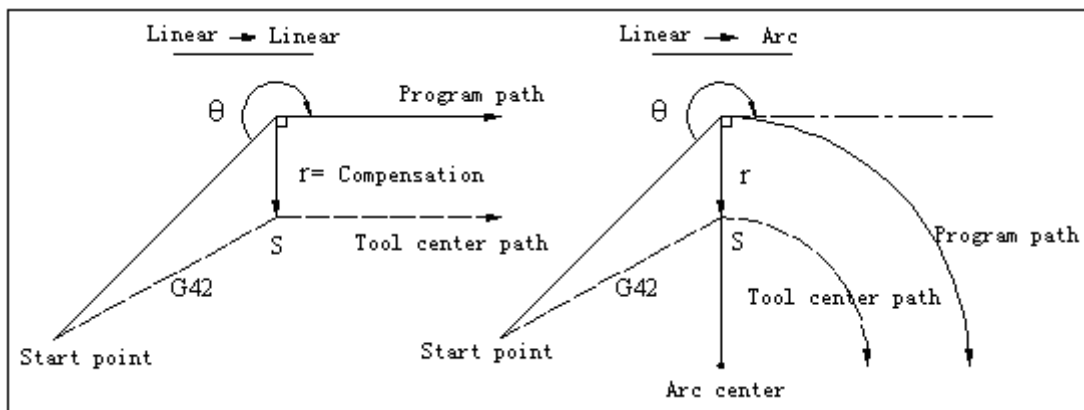 Linear → Linear
θ
Program path
r= Compensation
S
Tool center path
G42
Start point
Linear → Arc
θ
r
S
Program path
G42
Tool center path
Start point
Arc center